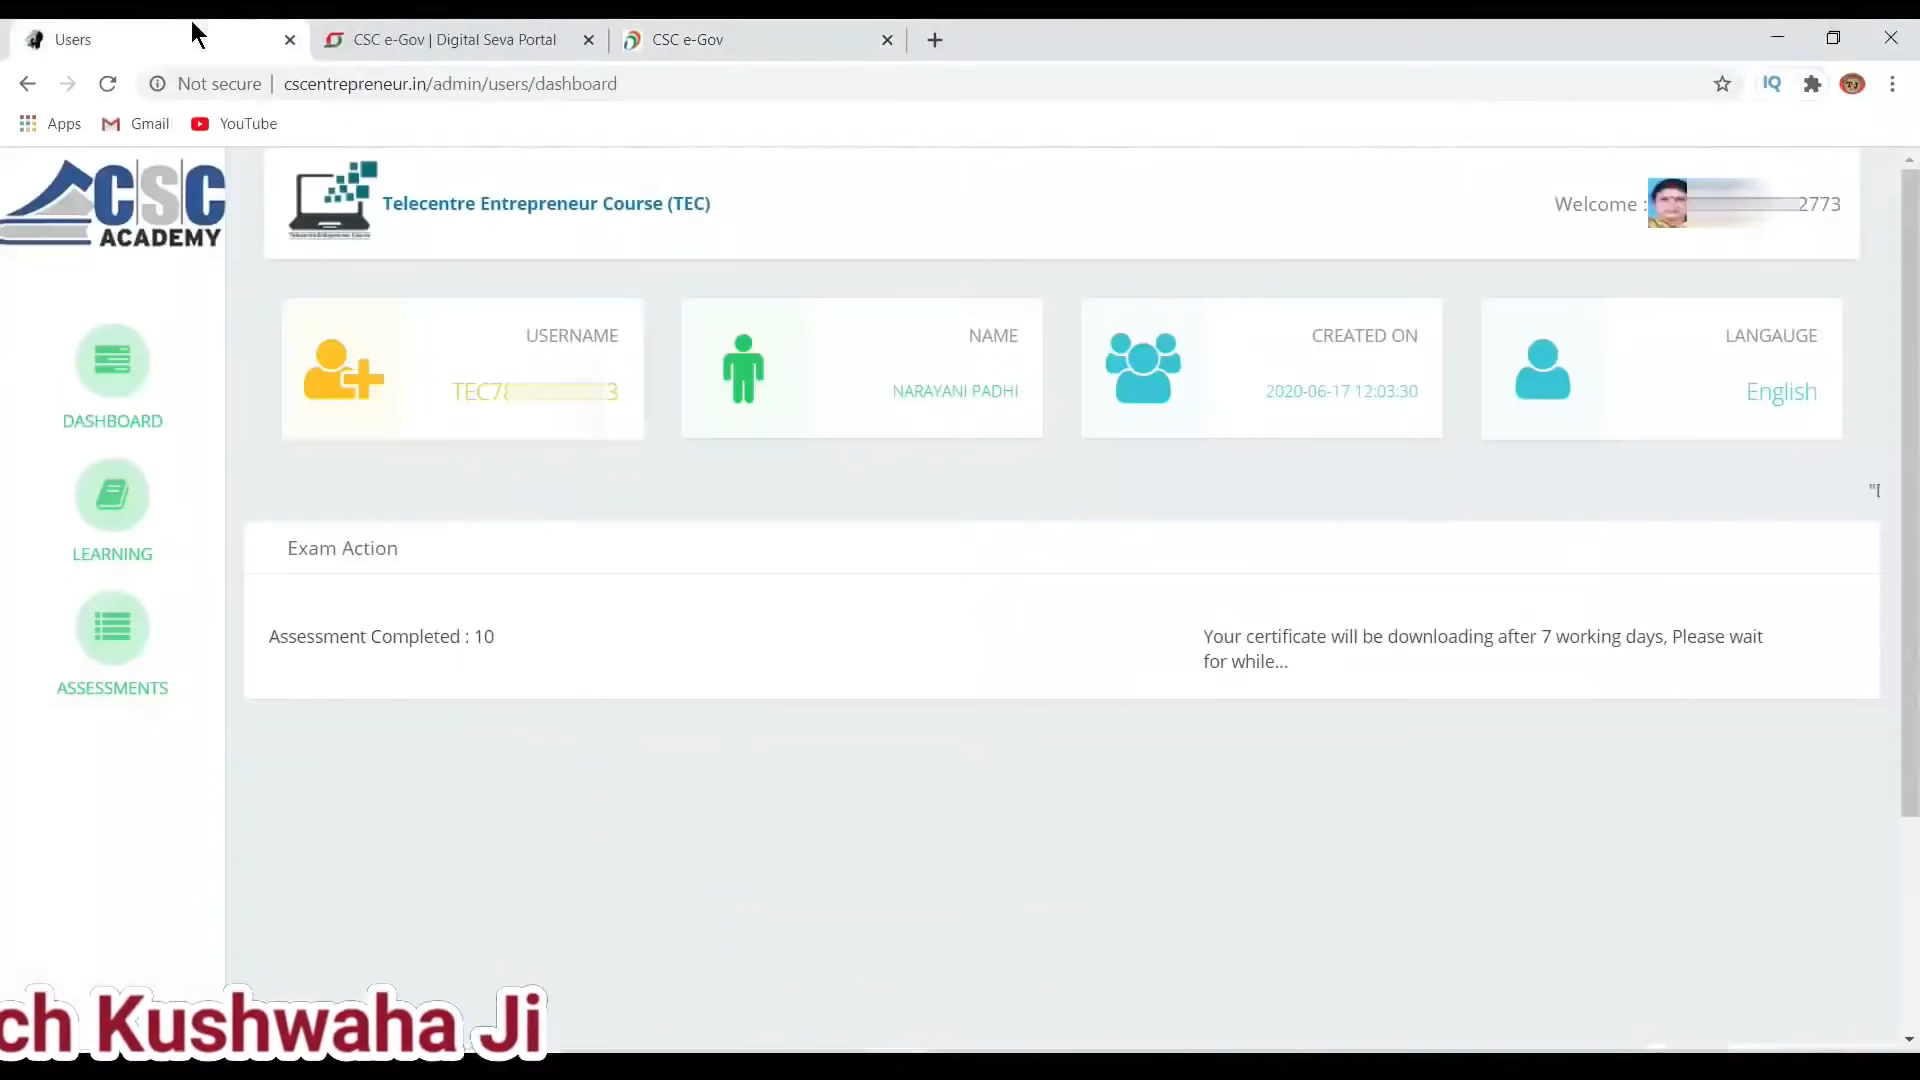 Users
CSC e-Gov | Digital Seva Portal
CSC e-Gov
Not secure
cscentrepreneur.in/admin/users/dashboard
IQ
Apps
Gmail
YouTube
CSC
ACADEMY
Telecentre Entrepreneur Course (TEC)
Welcome :
2773
USERNAME
TEC78
3
NAME
NARAYANI PADHI
CREATED ON
2020-06-17 12:03:30
LANGAUGE
English
DASHBOARD
LEARNING
ASSESSMENTS
Exam Action
Assessment Completed : 10
Your certificate will be downloading after 7 working days, Please wait
for while...
ch Kushwaha Ji